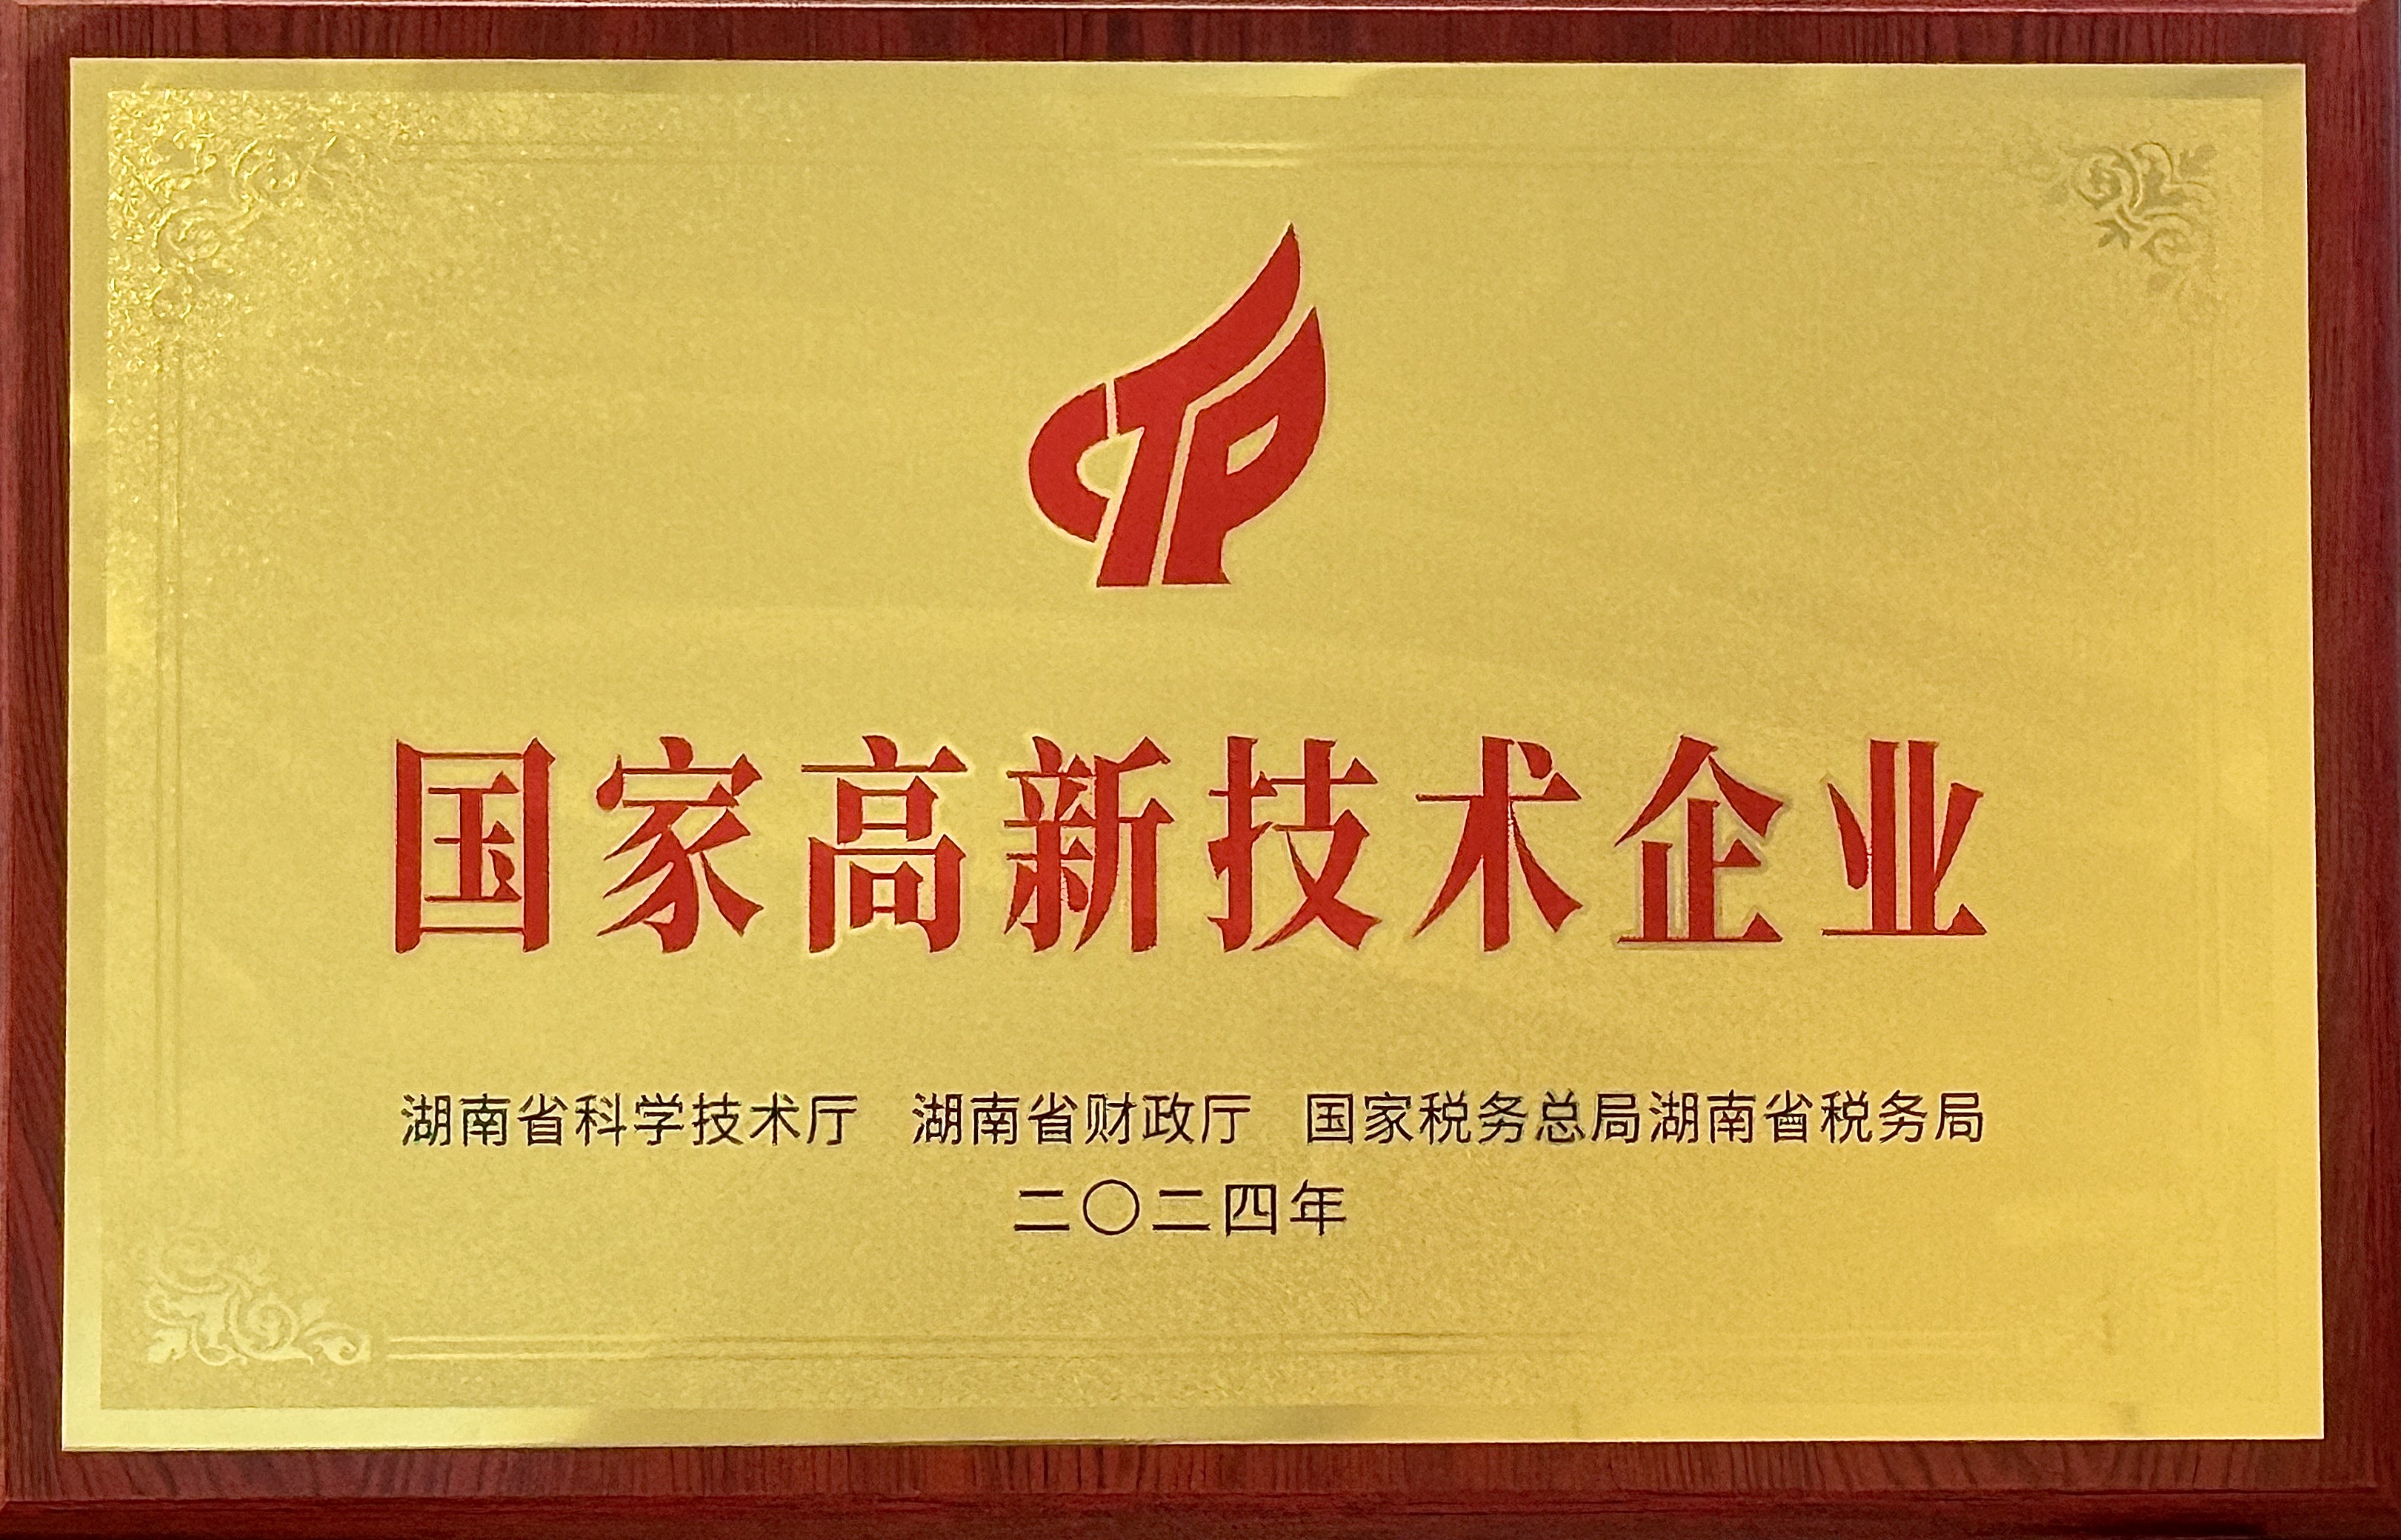 CTP
国家高新技术企业
湖南省科学技术厅 湖南省财政厅 国家税务总局湖南省税务局
二〇二四年